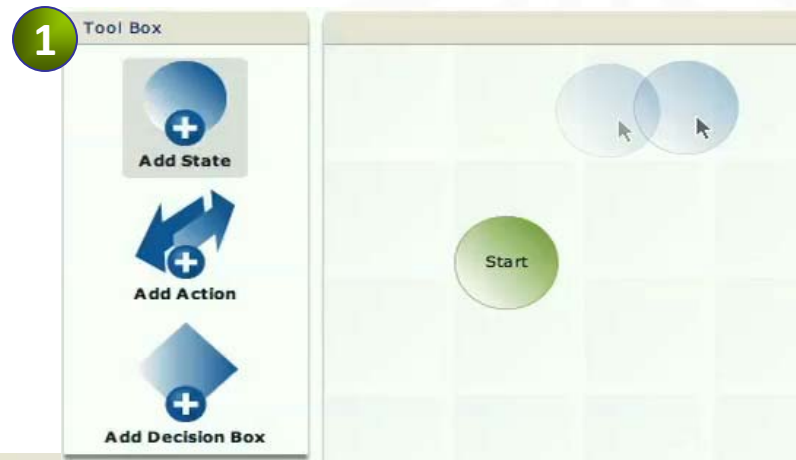 1
Tool Box
Add State
Add Action
Add Decision Box
Start